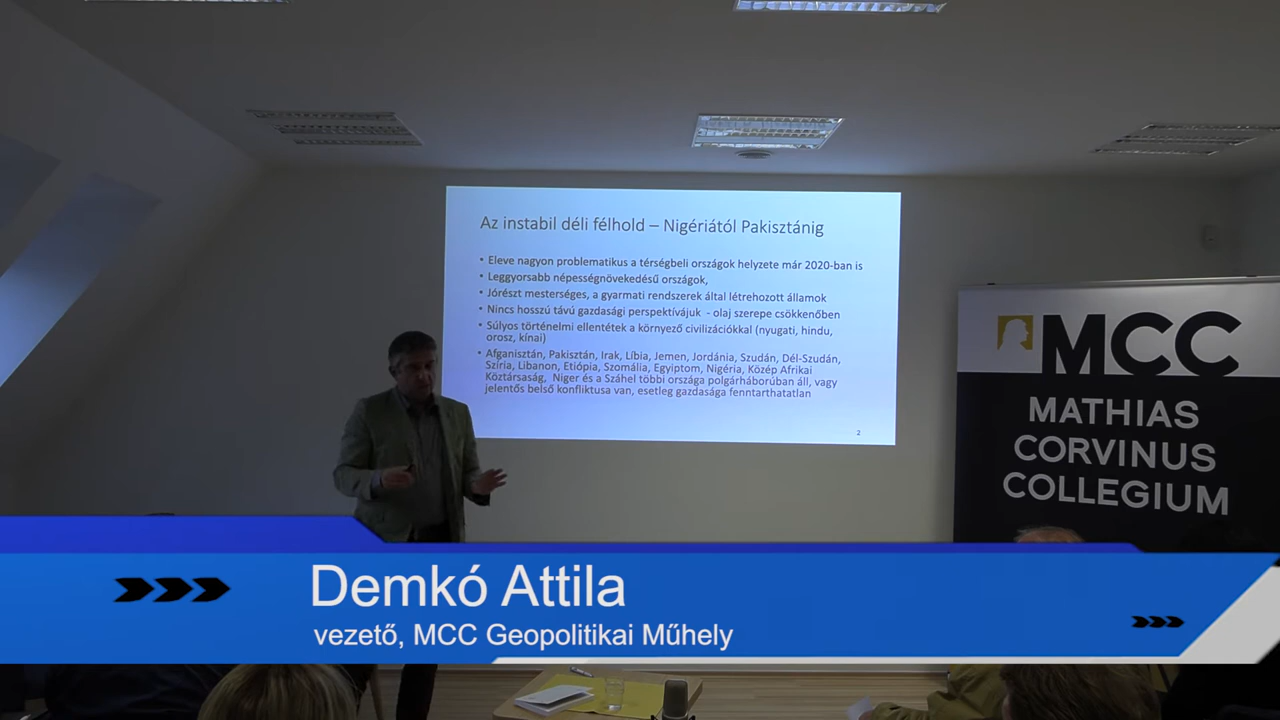 Az instabil déli félhold – Nigériától Pakisztánig
• Eleve nagyon problematikus a térségbeli országok helyzete már 2020-ban is
• Leggyorsabb népességnövekedésű országok,
• Jórészt mesterséges, a gyarmati rendszerek által létrehozott államok
• Nincs hosszú távú gazdasági perspektívájuk - olaj szerepe csökkenőben
• Súlyos történelmi ellentétek a környező civilizációkkal (nyugati, hindu,
orosz, kínai)
• Afganisztán, Pakisztán, Irak, Líbia, Jemen, Jordánia, Szudán, Dél-Szudán,
Szíria, Libanon, Etiópia, Szomália, Egyiptom, Nigéria, Közép Afrikai
Köztársaság, Niger és a Száhel többi országa polgárháborúban áll, vagy
jelentős belső konfliktusa van, esetleg gazdasága fenntarthatatlan
2
MCC
MATHIAS
CORVINUS
COLLEGIUM
Demkó Attila
vezető, MCC Geopolitikai Műhely